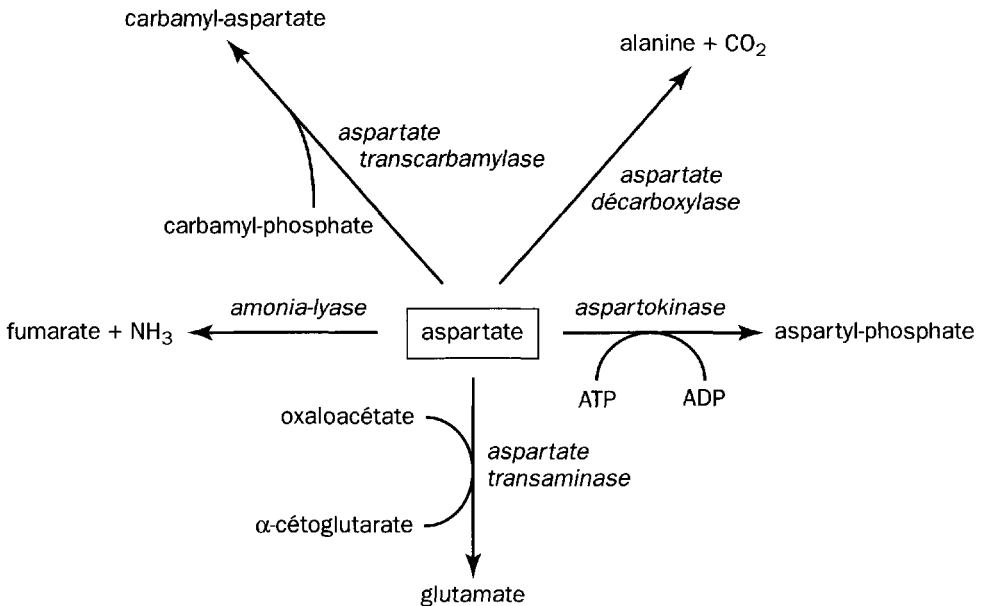 carbamyl-aspartate
alanine + CO₂
aspartate
transcarbamylase
aspartate
décarboxylase
carbamyl-phosphate
amonia-lyase
aspartokinase
fumarate + NH₃
aspartate
aspartyl-phosphate
ATP
ADP
oxaloacétate
aspartate
transaminase
α-cétoglutarate
glutamate